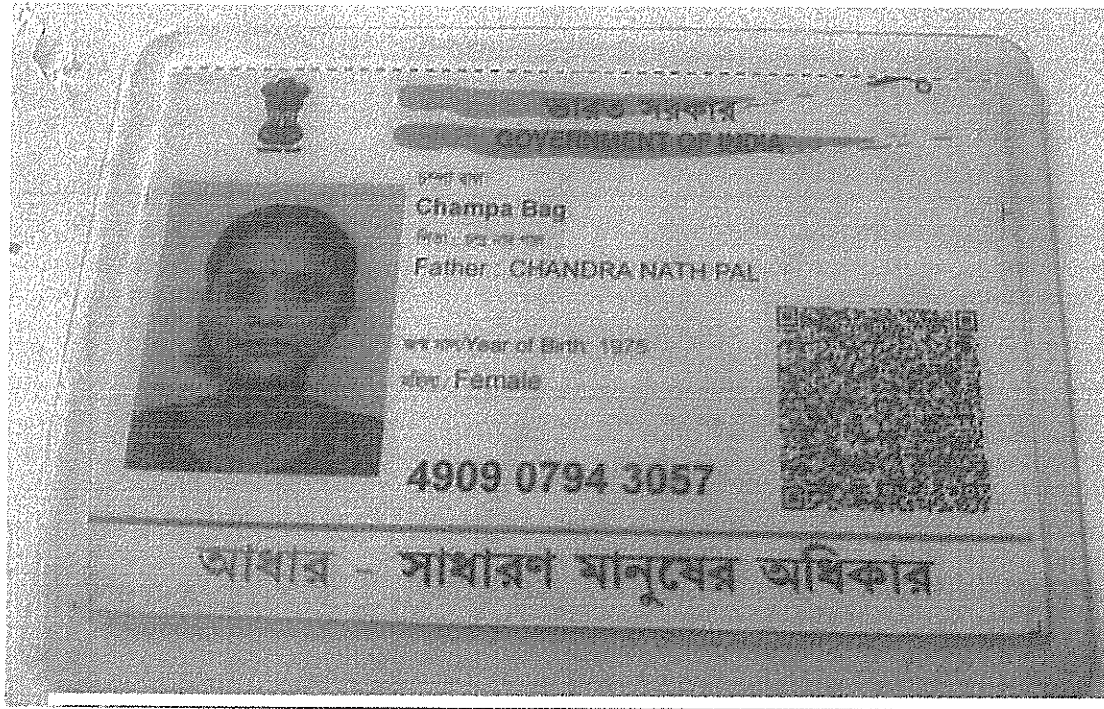 ভারত সরকার
GOVERNMENT OF INDIA
চম্পা বাগ
Champa Bag
পিতা :
Father : CHANDRA NATH PAL
/Year of Birth: 1975
/ Female
4909 0794 3057
আধার - সাধারণ মানুষের অধিকার